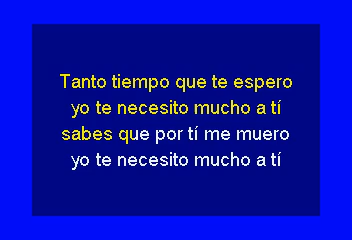 Tanto tiempo que te espero
yo te necesito mucho a tí
sabes que por tí me muero
yo te necesito mucho a tí